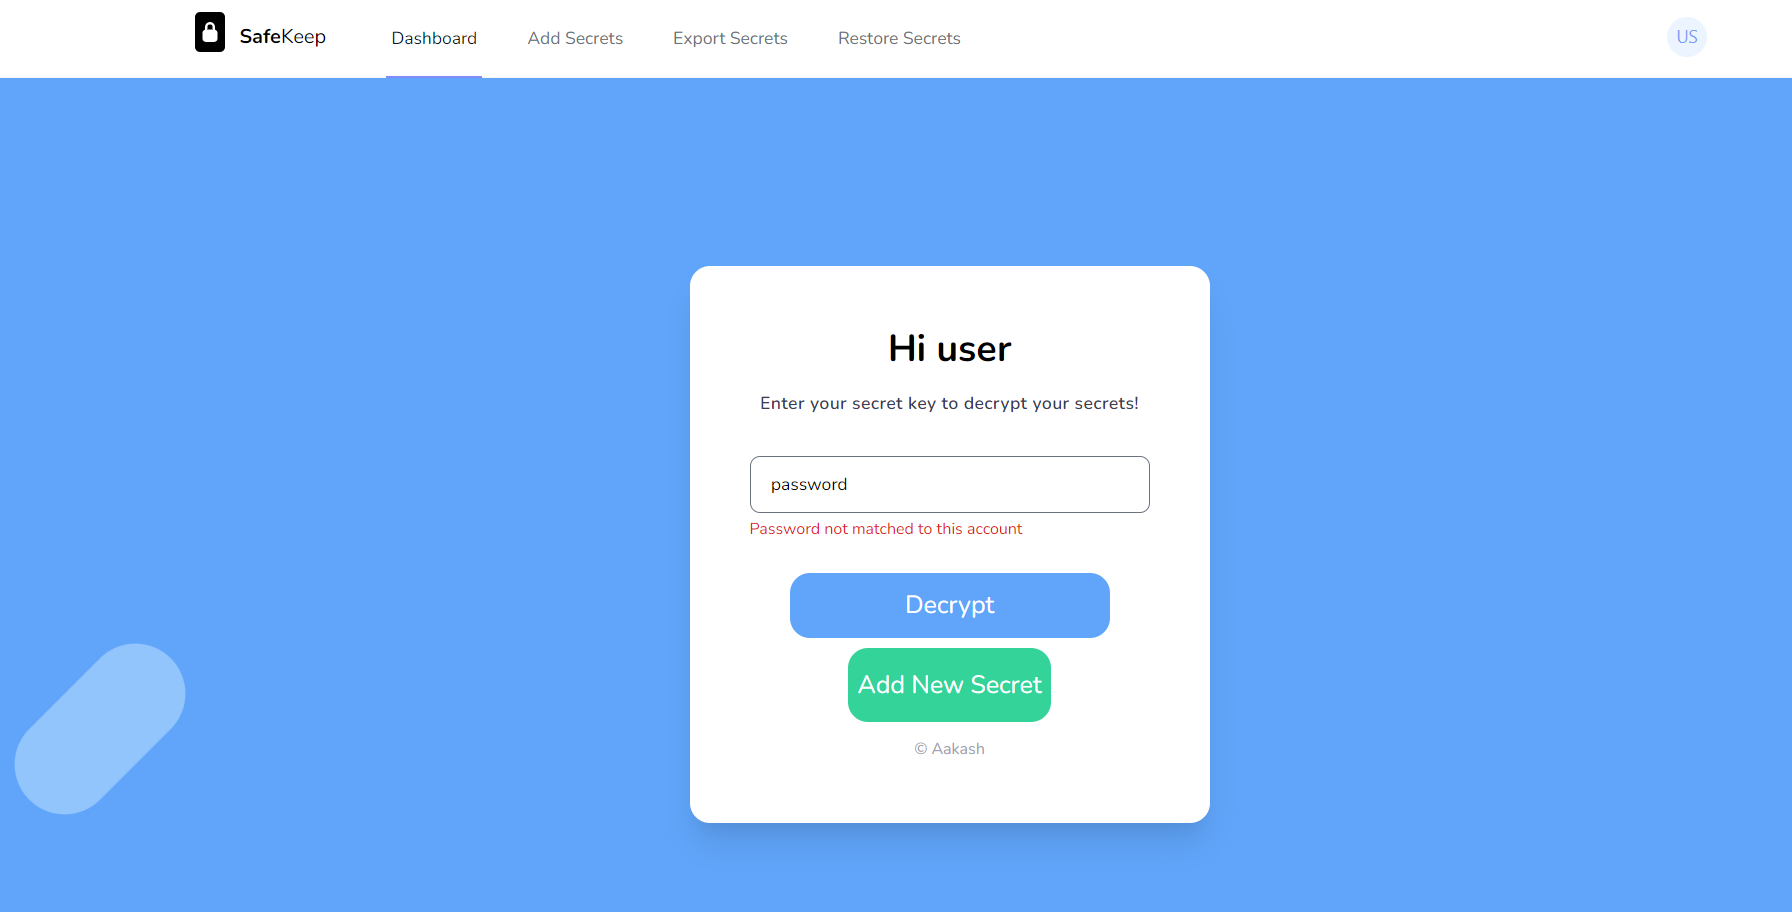 SafeKeep
Dashboard
Add Secrets
Export Secrets
Restore Secrets
US
Hi user
Enter your secret key to decrypt your secrets!
password
Password not matched to this account
Decrypt
Add New Secret
© Aakash